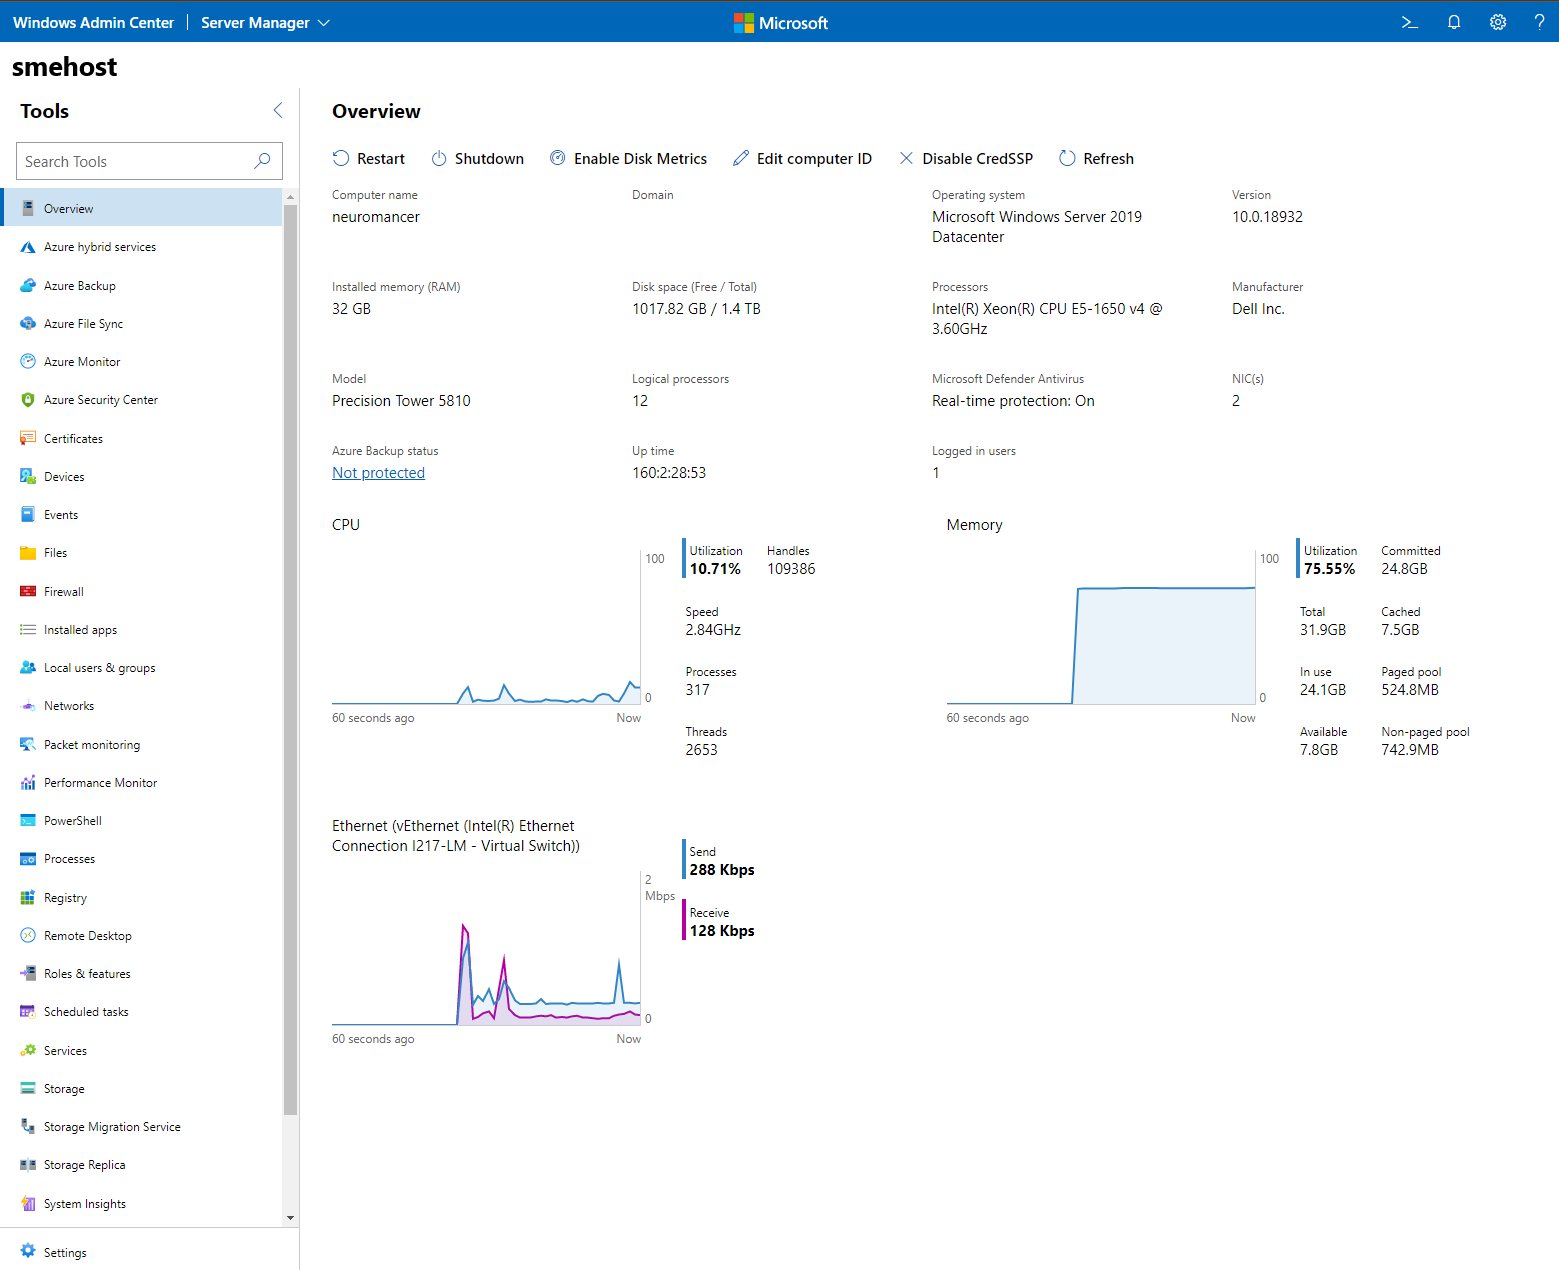 Windows Admin Center
Server Manager
Microsoft
?
smehost
Tools
Search Tools
Overview
Azure hybrid services
Azure Backup
Azure File Sync
Azure Monitor
Azure Security Center
Certificates
Devices
Events
Files
Firewall
Installed apps
Local users & groups
Networks
Packet monitoring
Performance Monitor
PowerShell
Processes
Registry
Remote Desktop
Roles & features
Scheduled tasks
Services
Storage
Storage Migration Service
Storage Replica
System Insights
Settings
Overview
Restart
Shutdown
Enable Disk Metrics
Edit computer ID
Disable CredSSP
Refresh
Computer name
neuromancer
Domain
Operating system
Microsoft Windows Server 2019
Datacenter
Version
10.0.18932
Installed memory (RAM)
32 GB
Disk space (Free / Total)
1017.82 GB / 1.4 TB
Processors
Intel(R) Xeon(R) CPU E5-1650 v4 @
3.60GHz
Manufacturer
Dell Inc.
Model
Precision Tower 5810
Logical processors
12
Microsoft Defender Antivirus
Real-time protection: On
NIC(s)
2
Azure Backup status
Not protected
Up time
160:2:28:53
Logged in users
1
CPU
100
0
60 seconds ago
Now
Utilization
10.71%
Handles
109386
Speed
2.84GHz
Processes
317
Threads
2653
Memory
100
0
60 seconds ago
Now
Utilization
75.55%
Committed
24.8GB
Total
31.9GB
Cached
7.5GB
In use
24.1GB
Paged pool
524.8MB
Available
7.8GB
Non-paged pool
742.9MB
Ethernet (vEthernet (Intel(R) Ethernet
Connection I217-LM - Virtual Switch))
2
Mbps
0
60 seconds ago
Now
Send
288 Kbps
Receive
128 Kbps